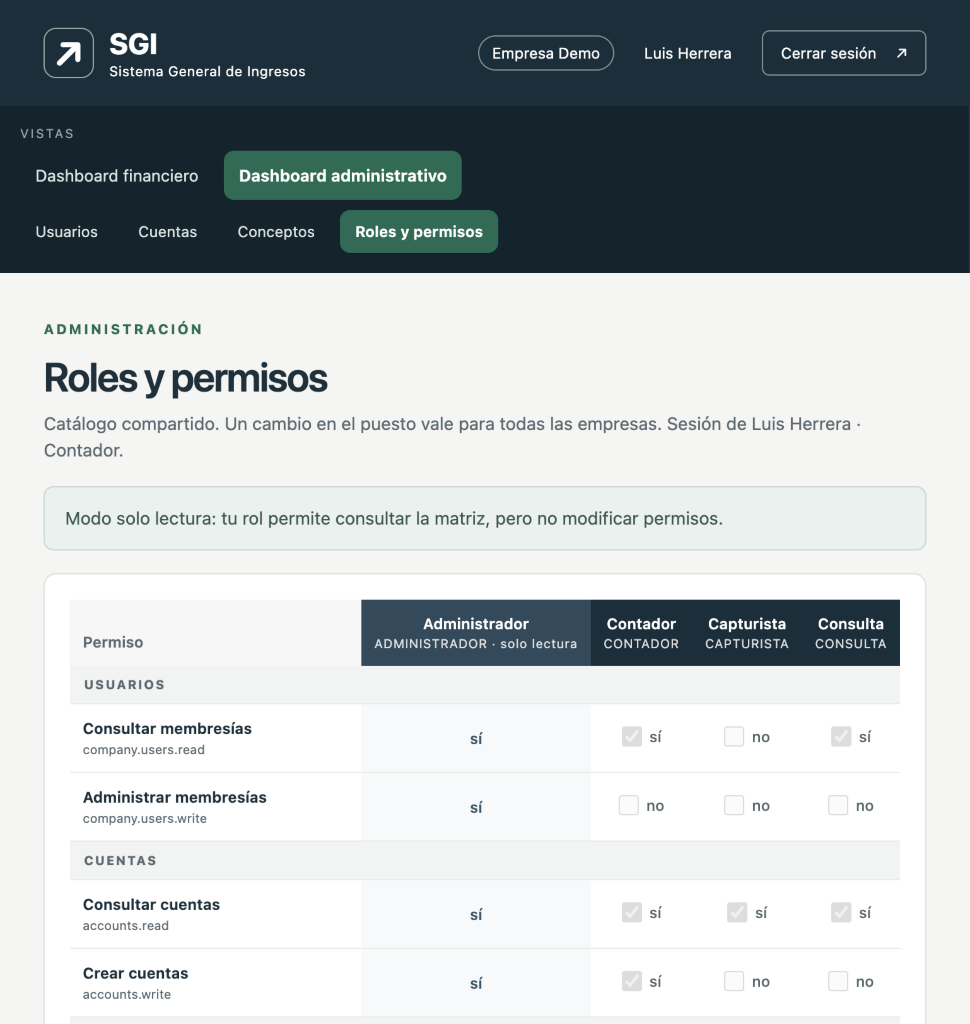 SGI
Sistema General de Ingresos
Empresa Demo
Luis Herrera
Cerrar sesión
VISTAS
Dashboard financiero
Dashboard administrativo
Usuarios
Cuentas
Conceptos
Roles y permisos
ADMINISTRACIÓN
Roles y permisos
Catálogo compartido. Un cambio en el puesto vale para todas las empresas. Sesión de Luis Herrera ·
Contador.
Modo solo lectura: tu rol permite consultar la matriz, pero no modificar permisos.
Permiso
Administrador
ADMINISTRADOR · solo lectura
Contador
CONTADOR
Capturista
CAPTURISTA
Consulta
CONSULTA
USUARIOS
Consultar membresías
company.users.read
sí
sí
no
sí
Administrar membresías
company.users.write
sí
no
no
no
CUENTAS
Consultar cuentas
accounts.read
sí
sí
sí
sí
Crear cuentas
accounts.write
sí
sí
no
no